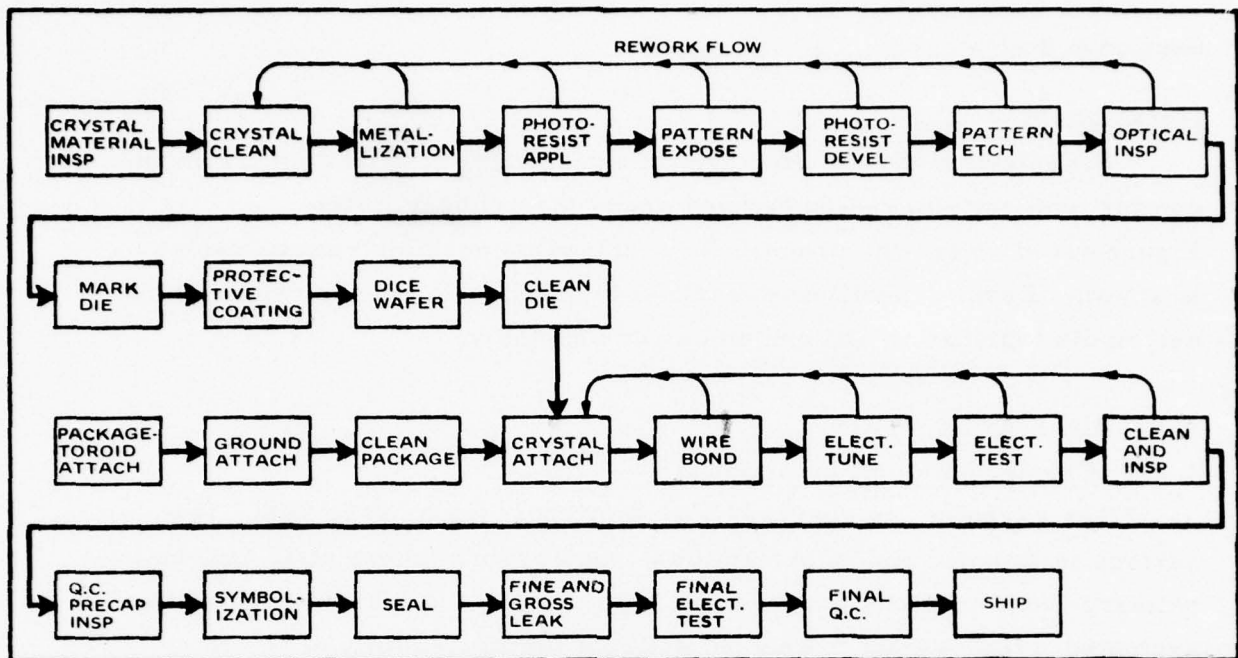 REWORK FLOW
CRYSTAL
MATERIAL
INSP
CRYSTAL
CLEAN
METAL-
LIZATION
PHOTO-
RESIST
APPL
PATTERN
EXPOSE
PHOTO-
RESIST
DEVEL
PATTERN
ETCH
OPTICAL
INSP
MARK
DIE
PROTEC-
TIVE
COATING
DICE
WAFER
CLEAN
DIE
PACKAGE-
TOROID
ATTACH
GROUND
ATTACH
CLEAN
PACKAGE
CRYSTAL
ATTACH
WIRE
BOND
ELECT.
TUNE
ELECT.
TEST
CLEAN
AND
INSP
Q.C.
PRECAP
INSP
SYMBOL-
IZATION
SEAL
FINE AND
GROSS
LEAK
FINAL
ELECT.
TEST
FINAL
Q.C.
SHIP